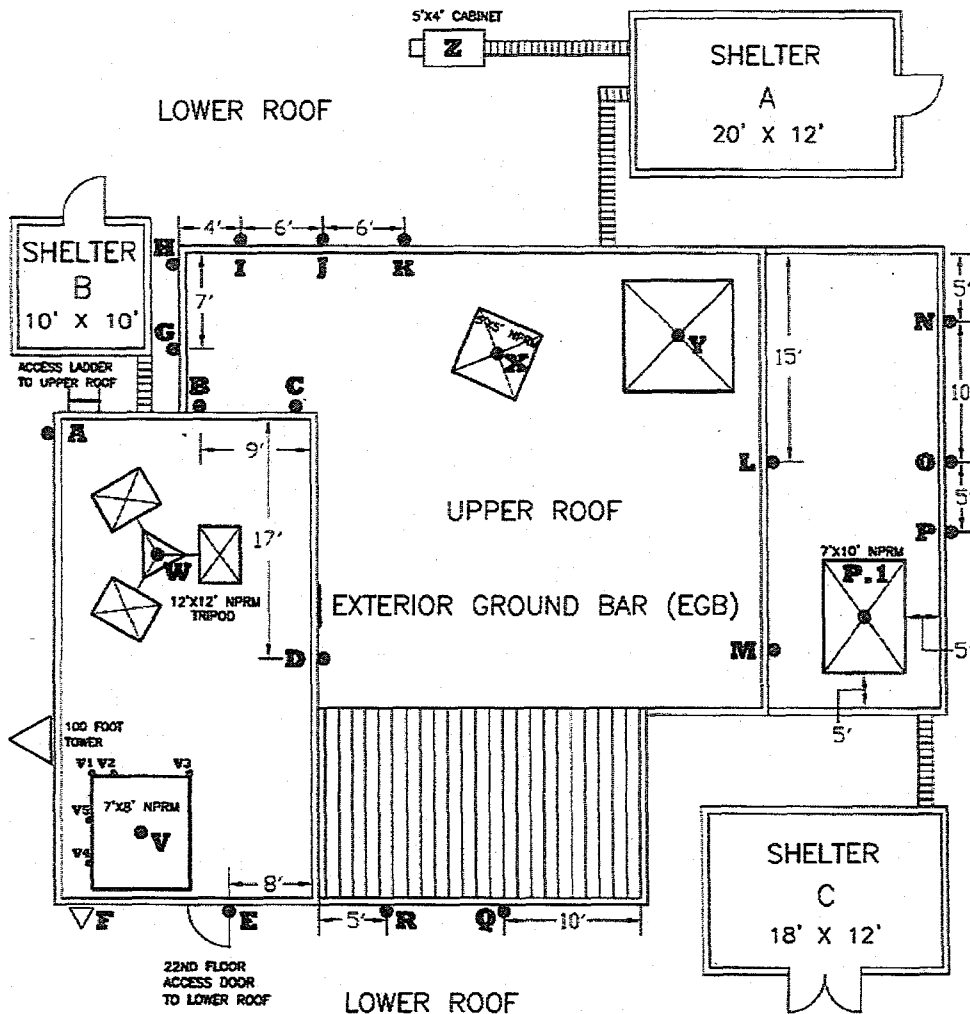 5'X4' CABINET
Z
SHELTER
A
20' X 12'
LOWER ROOF
4'
6'
6'
SHELTER
B
10' X 10'
H
I
J
K
7'
G
5'
N
5'X5' NPRM
X
Y
15'
10'
ACCESS LADDER
TO UPPER ROOF
B
C
A
9'
L
O
UPPER ROOF
5'
17'
P
W
12'X12' NPRM
TRIPOD
7'X10' NPRM
P.1
EXTERIOR GROUND BAR (EGB)
D
M
5'
5'
100 FOOT
TOWER
V1
V2
V3
7'X8' NPRM
V5
V
V4
8'
F
E
5'
R
Q
10'
SHELTER
C
18' X 12'
22ND FLOOR
ACCESS DOOR
TO LOWER ROOF
LOWER ROOF